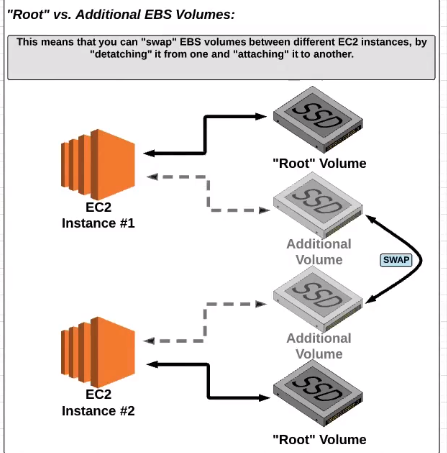 "Root" vs. Additional EBS Volumes:
This means that you can "swap" EBS volumes between different EC2 instances, by
"detatching" it from one and "attaching" it to another.
SSD
"Root" Volume
EC2
Instance #1
SSD
Additional
Volume
SWAP
SSD
Additional
Volume
EC2
Instance #2
SSD
"Root" Volume